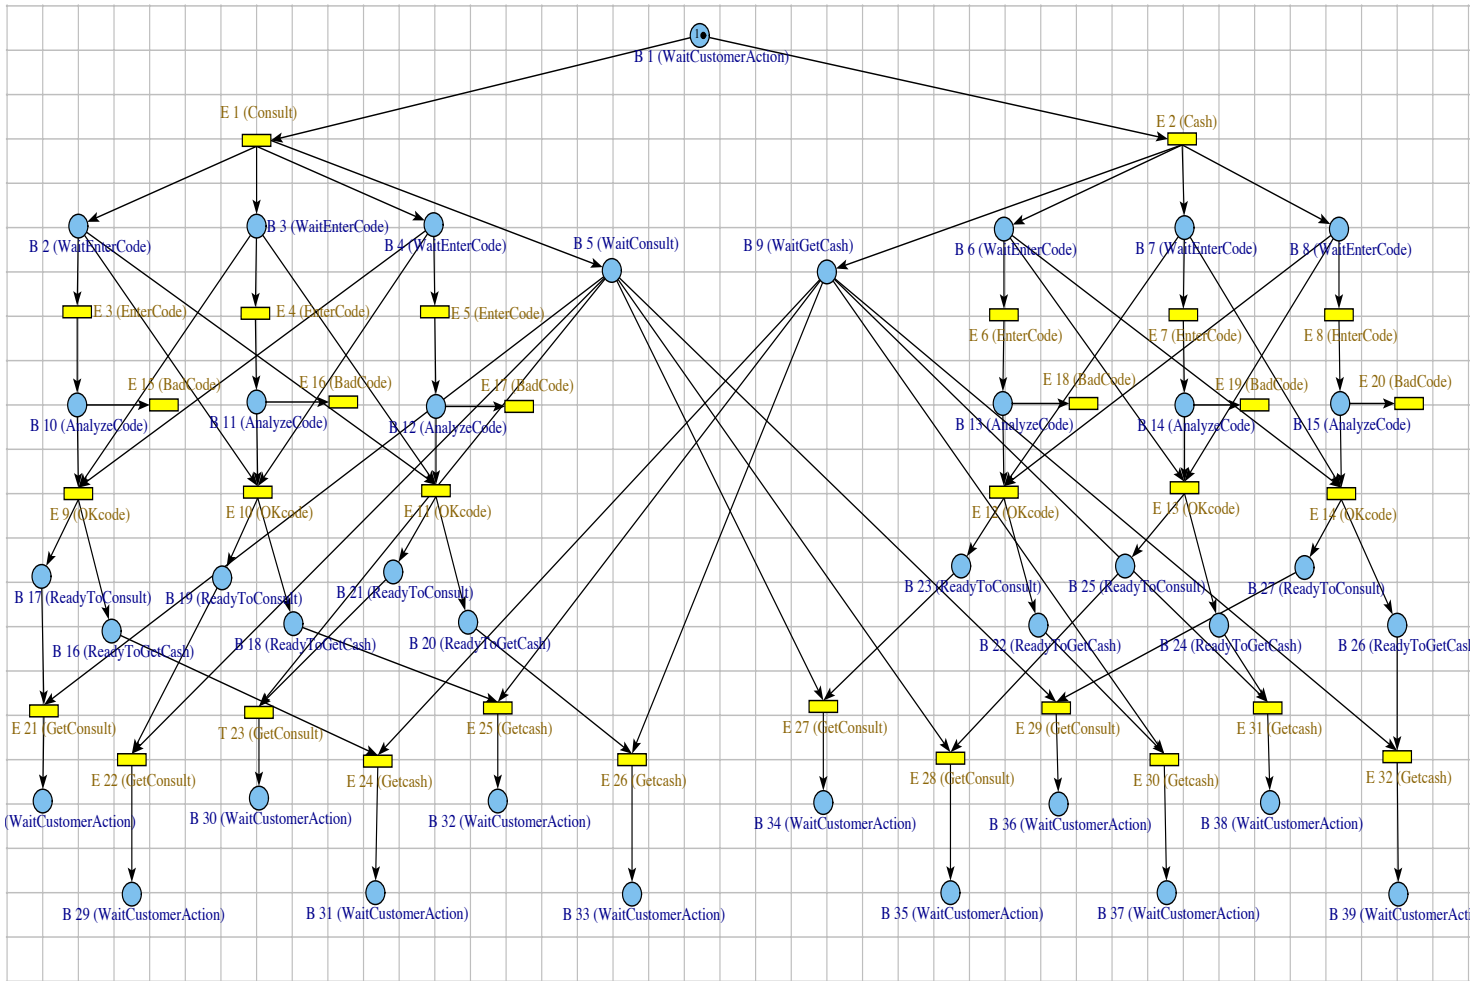 1
B 1 (WaitCustomerAction)
E 1 (Consult)
E 2 (Cash)
B 2 (WaitEnterCode)
B 3 (WaitEnterCode)
B 4 (WaitEnterCode)
B 5 (WaitConsult)
B 9 (WaitGetCash)
B 6 (WaitEnterCode)
B 7 (WaitEnterCode)
B 8 (WaitEnterCode)
E 3 (EnterCode)
E 4 (EnterCode)
E 5 (EnterCode)
E 6 (EnterCode)
E 7 (EnterCode)
E 8 (EnterCode)
E 15 (BadCode)
E 16 (BadCode)
E 17 (BadCode)
E 18 (BadCode)
E 19 (BadCode)
E 20 (BadCode)
B 10 (AnalyzeCode)
B 11 (AnalyzeCode)
B 12 (AnalyzeCode)
B 13 (AnalyzeCode)
B 14 (AnalyzeCode)
B 15 (AnalyzeCode)
E 9 (OKcode)
E 10 (OKcode)
E 11 (OKcode)
E 12 (OKcode)
E 13 (OKcode)
E 14 (OKcode)
B 17 (ReadyToConsult)
B 19 (ReadyToConsult)
B 21 (ReadyToConsult)
B 23 (ReadyToConsult)
B 25 (ReadyToConsult)
B 27 (ReadyToConsult)
B 16 (ReadyToGetCash)
B 18 (ReadyToGetCash)
B 20 (ReadyToGetCash)
B 22 (ReadyToGetCash)
B 24 (ReadyToGetCash)
B 26 (ReadyToGetCas
E 21 (GetConsult)
T 23 (GetConsult)
E 25 (Getcash)
E 27 (GetConsult)
E 29 (GetConsult)
E 31 (Getcash)
E 22 (GetConsult)
E 24 (Getcash)
E 26 (Getcash)
E 28 (GetConsult)
E 30 (Getcash)
E 32 (Getcash)
(WaitCustomerAction)
B 30 (WaitCustomerAction)
B 32 (WaitCustomerAction)
B 34 (WaitCustomerAction)
B 36 (WaitCustomerAction)
B 38 (WaitCustomerAction)
B 29 (WaitCustomerAction)
B 31 (WaitCustomerAction)
B 33 (WaitCustomerAction)
B 35 (WaitCustomerAction)
B 37 (WaitCustomerAction)
B 39 (WaitCustomerActi